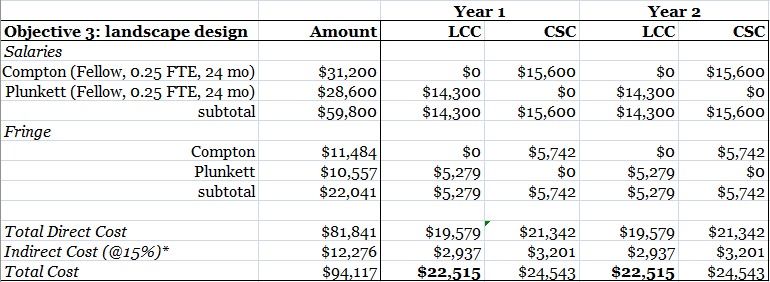 Year 1 Year 2
Objective 3: landscape design Amount LCC CSC LCC CSC
Salaries
Compton (Fellow, 0.25 FTE, 24 mo) $31,200 $0 $15,600 $0 $15,600
Plunkett (Fellow, 0.25 FTE, 24 mo) $28,600 $14,300 $0 $14,300 $0
subtotal $59,800 $14,300 $15,600 $14,300 $15,600
Fringe
Compton $11,484 $0 $5,742 $0 $5,742
Plunkett $10,557 $5,279 $0 $5,279 $0
subtotal $22,041 $5,279 $5,742 $5,279 $5,742
Total Direct Cost $81,841 $19,579 $21,342 $19,579 $21,342
Indirect Cost (@15%)* $12,276 $2,937 $3,201 $2,937 $3,201
Total Cost $94,117 $22,515 $24,543 $22,515 $24,543